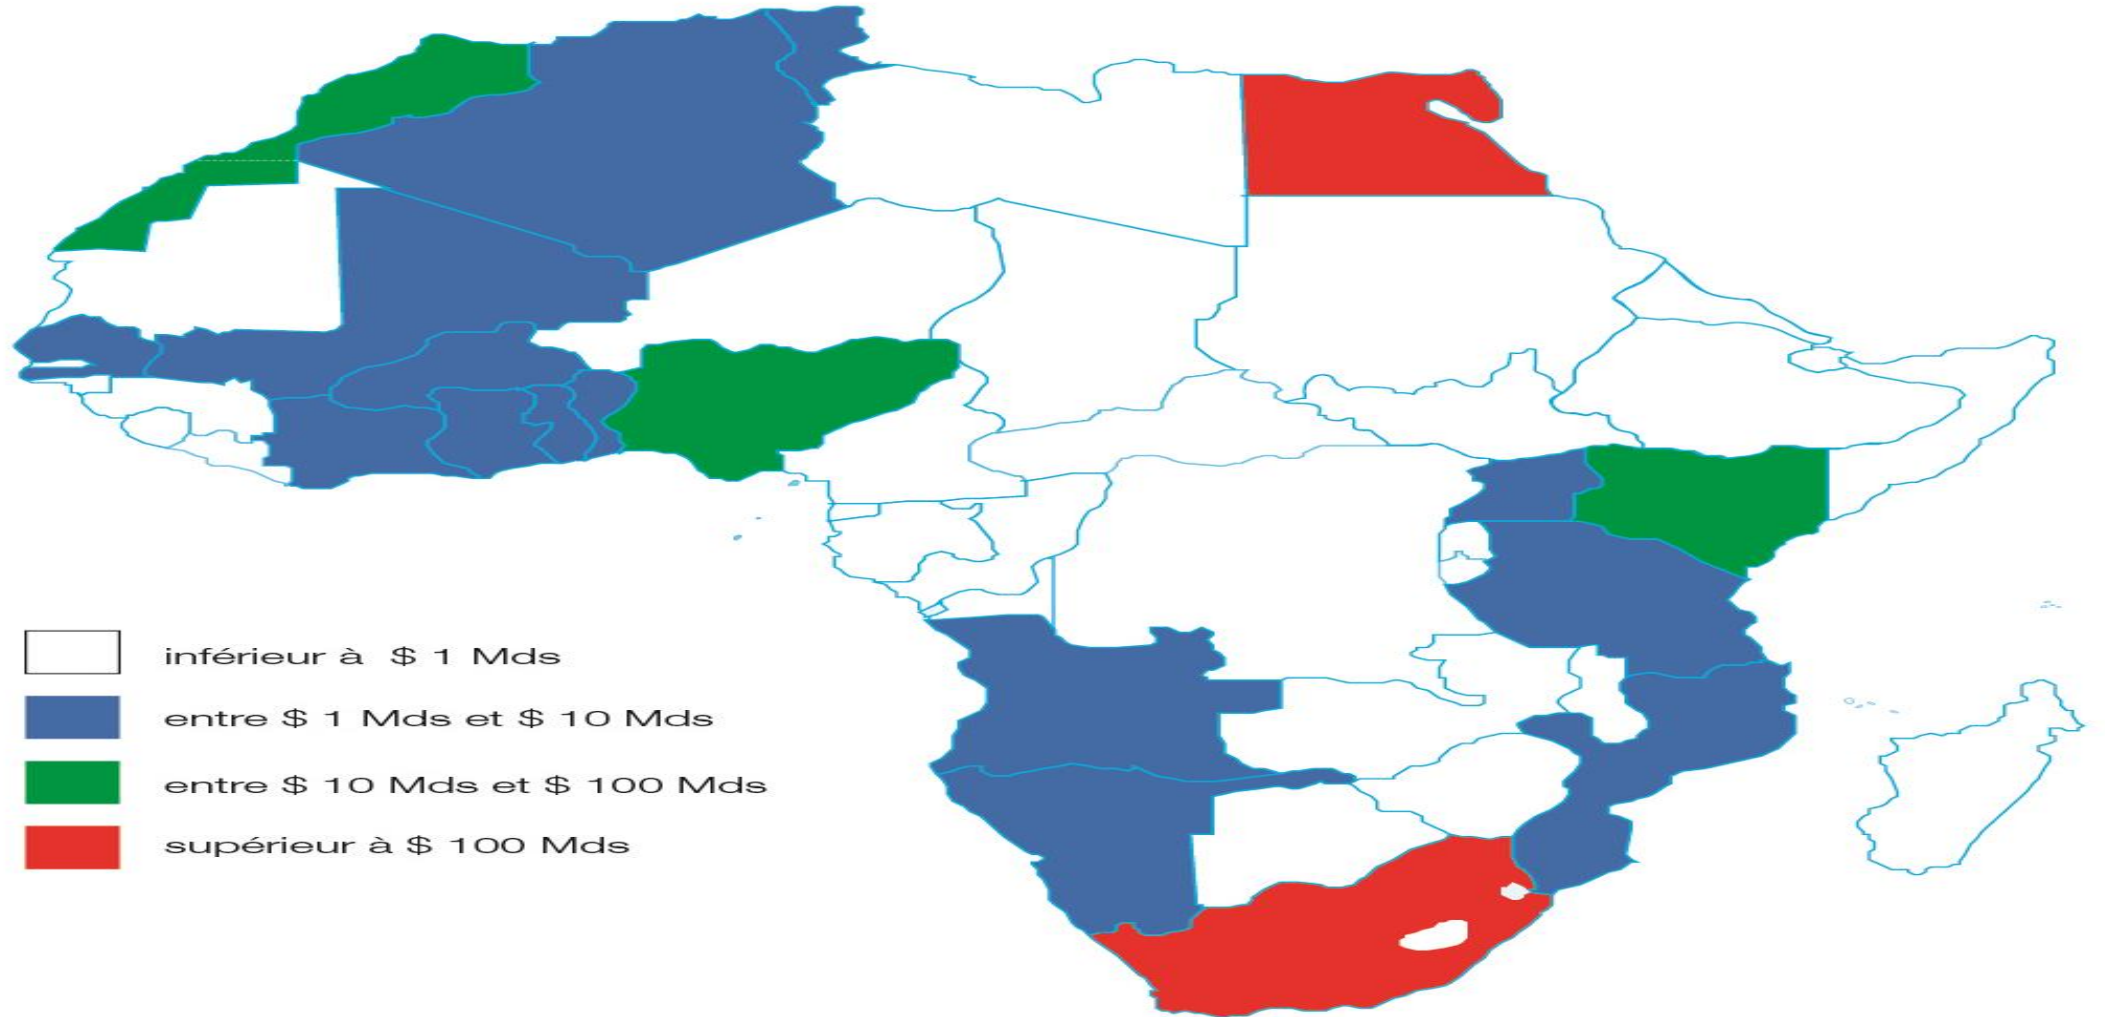 inférieur à $ 1 Mds
entre $ 1 Mds et $ 10 Mds
entre $ 10 Mds et $ 100 Mds
supérieur à $ 100 Mds